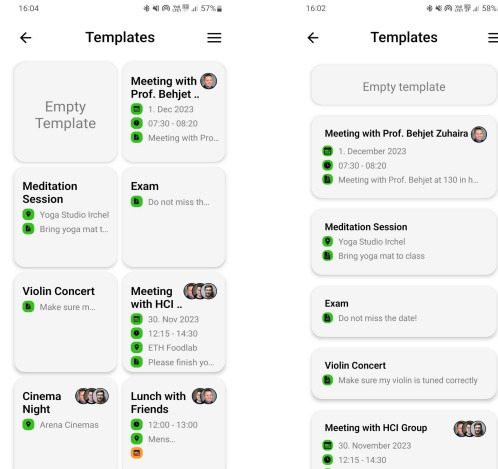 16:04
57%
Templates
Empty
Template
Meeting with
Prof. Behjet ..
1. Dec 2023
07:30 - 08:20
Meeting with Pro...
Meditation
Session
Yoga Studio Irchel
Bring yoga mat t...
Exam
Do not miss th...
Violin Concert
Make sure m...
Meeting
with HCI ..
30. Nov 2023
12:15 - 14:30
ETH Foodlab
Please finish yo...
Cinema
Night
Arena Cinemas
Lunch with
Friends
12:00 - 13:00
Mens...
16:02
58%
Templates
Empty template
Meeting with Prof. Behjet Zuhaira
1. December 2023
07:30 - 08:20
Meeting with Prof. Behjet at 130 in h...
Meditation Session
Yoga Studio Irchel
Bring yoga mat to class
Exam
Do not miss the date!
Violin Concert
Make sure my violin is tuned correctly
Meeting with HCI Group
30. November 2023
12:15 - 14:30